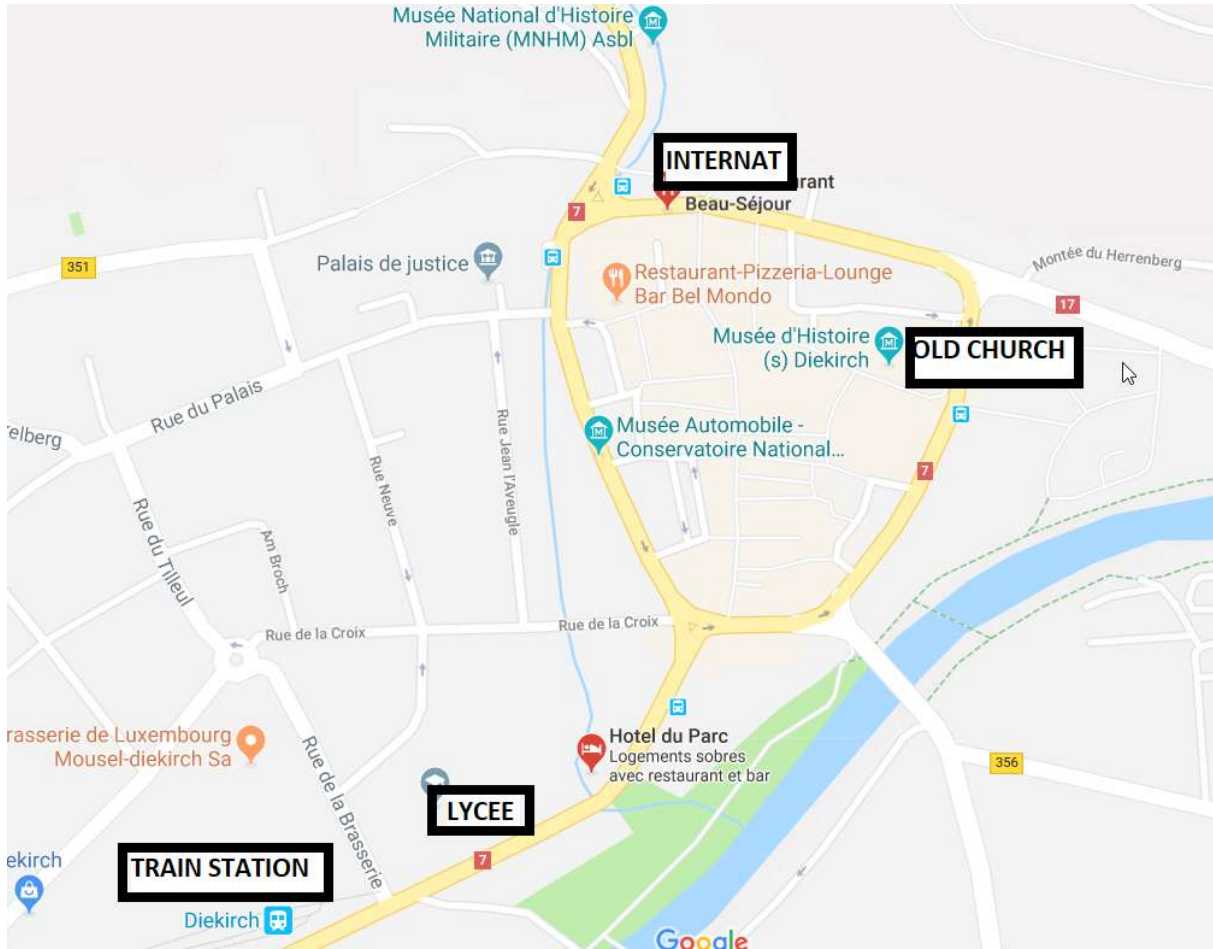 Musée National d'Histoire
Militaire (MNHM) Asbl
INTERNAT
urant
Beau-Séjour
7
351
Palais de justice
Restaurant-Pizzeria-Lounge
Bar Bel Mondo
Montée du Herrenberg
17
Musée d'Histoire
(s) Diekirch
OLD CHURCH
Rue du Palais
elberg
Musée Automobile -
Conservatoire National...
7
Rue Jean l'Aveugle
Rue Neuve
Rue du Tilleul
Am Broch
Rue de la Croix
Rue de la Croix
rasserie de Luxembourg
Mousel-diekirch Sa
Rue de la Brasserie
Hotel du Parc
Logements sobres
avec restaurant et bar
356
LYCEE
TRAIN STATION
7
ekirch
Diekirch
Google